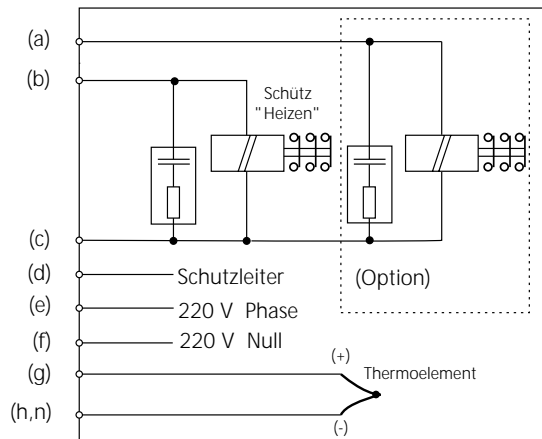 (a)
(b)
Schütz
"Heizen"
(c)
(d) Schutzleiter
(Option)
(e) 220 V Phase
(f) 220 V Null
(g) (+)
Thermoelement
(h,n) (-)